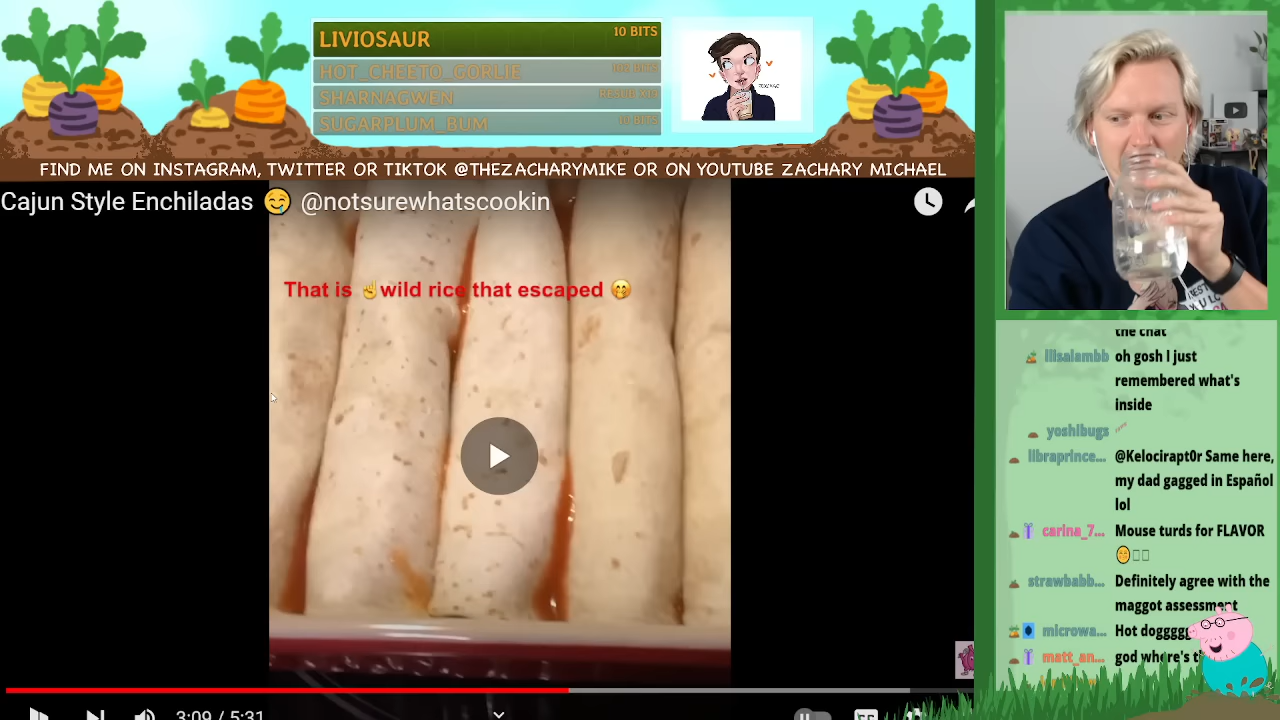 LIVIOSAUR 10 BITS
HOT_CHEETO_GORLIE
SHARNAGWEN
SUGARPLUM_BUM 10 BITS
FIND ME ON INSTAGRAM, TWITTER OR TIKTOK @THEZACHARYMIKE OR ON YOUTUBE ZACHARY MICHAEL
Cajun Style Enchiladas 🤤 @notsurewhatscookin
That is ☝️wild rice that escaped 🤭
3:09 / 5:31
the chat
oh gosh I just
remembered what's
inside
yoshibugs
libraprince...
@Kelocirapt0r Same here,
my dad gagged in Español
lol
carina_7...
Mouse turds for FLAVOR
strawbabb...
Definitely agree with the
maggot assessment
microwa...
Hot doggggg
matt_an...
god where's